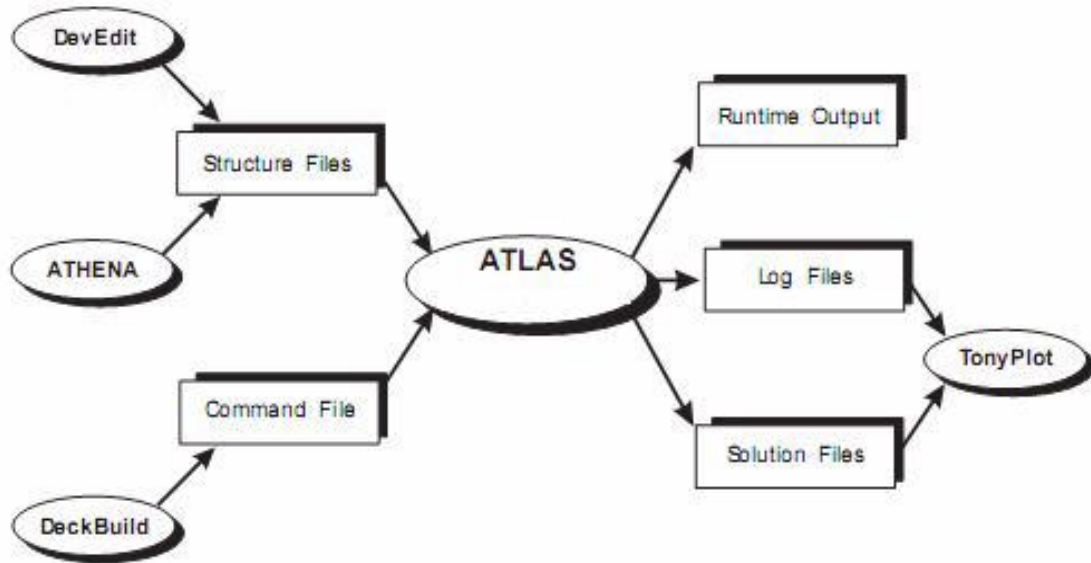 DevEdit
Runtime Output
Structure Files
ATHENA
ATLAS
Log Files
TonyPlot
Command File
Solution Files
DeckBuild